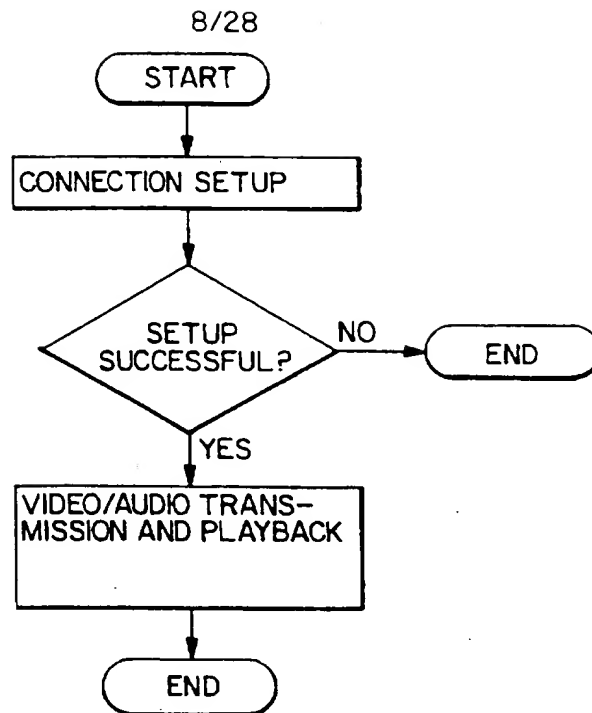 8/28
START
CONNECTION SETUP
SETUP
SUCCESSFUL?
NO
END
YES
VIDEO/AUDIO TRANS-
MISSION AND PLAYBACK
END